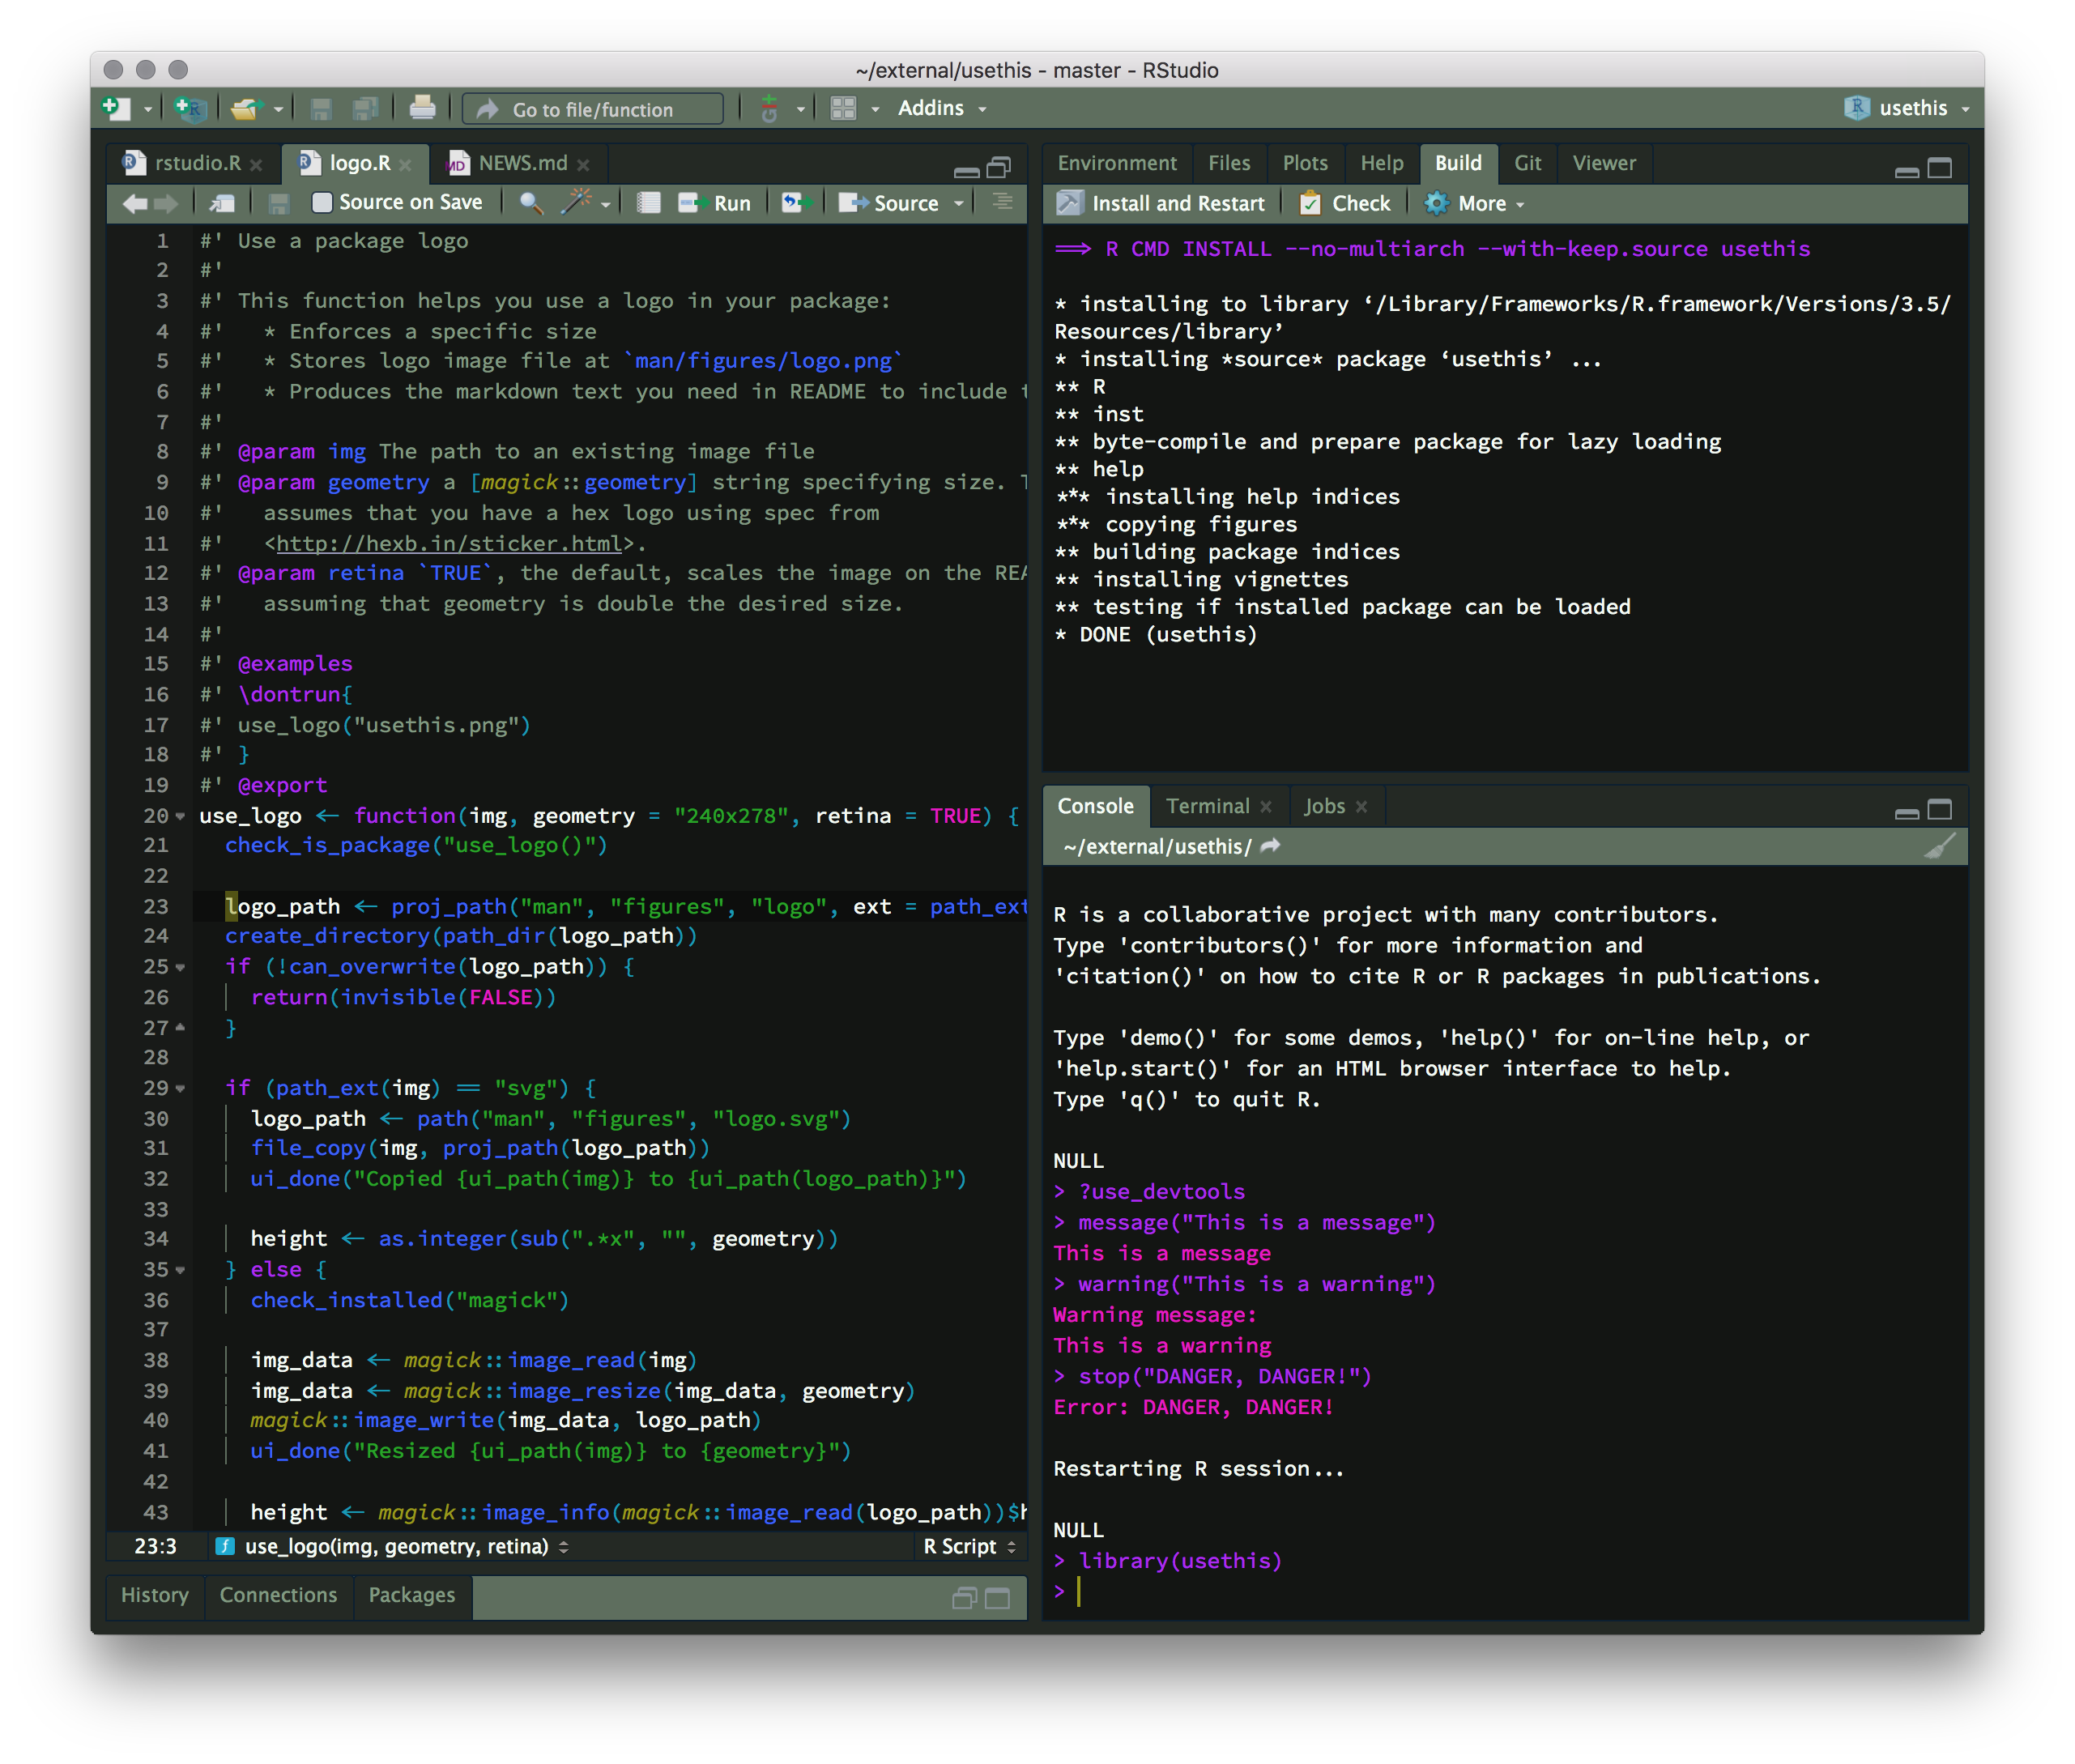 ~/external/usethis - master - RStudio
Go to file/function
Addins
usethis
rstudio.R
logo.R
NEWS.md
Source on Save
Run
Source
1 #' Use a package logo
2 #'
3 #' This function helps you use a logo in your package:
4 #'   * Enforces a specific size
5 #'   * Stores logo image file at `man/figures/logo.png`
6 #'   * Produces the markdown text you need in README to include
7 #'
8 #' @param img The path to an existing image file
9 #' @param geometry a [magick::geometry] string specifying size.
10 #'   assumes that you have a hex logo using spec from
11 #'   <http://hexb.in/sticker.html>.
12 #' @param retina `TRUE`, the default, scales the image on the REA
13 #'   assuming that geometry is double the desired size.
14 #'
15 #' @examples
16 #' \dontrun{
17 #' use_logo("usethis.png")
18 #' }
19 #' @export
20 use_logo <- function(img, geometry = "240x278", retina = TRUE) {
21   check_is_package("use_logo()")
22
23   logo_path <- proj_path("man", "figures", "logo", ext = path_ext
24   create_directory(path_dir(logo_path))
25   if (!can_overwrite(logo_path)) {
26     return(invisible(FALSE))
27   }
28
29   if (path_ext(img) == "svg") {
30     logo_path <- path("man", "figures", "logo.svg")
31     file_copy(img, proj_path(logo_path))
32     ui_done("Copied {ui_path(img)} to {ui_path(logo_path)}")
33
34     height <- as.integer(sub(".*x", "", geometry))
35   } else {
36     check_installed("magick")
37
38     img_data <- magick::image_read(img)
39     img_data <- magick::image_resize(img_data, geometry)
40     magick::image_write(img_data, logo_path)
41     ui_done("Resized {ui_path(img)} to {geometry}")
42
43     height <- magick::image_info(magick::image_read(logo_path))$h
23:3
use_logo(img, geometry, retina)
R Script
History
Connections
Packages
Environment
Files
Plots
Help
Build
Git
Viewer
Install and Restart
Check
More
==> R CMD INSTALL --no-multiarch --with-keep.source usethis
* installing to library ‘/Library/Frameworks/R.framework/Versions/3.5/
Resources/library’
* installing *source* package ‘usethis’ ...
** R
** inst
** byte-compile and prepare package for lazy loading
** help
*** installing help indices
*** copying figures
** building package indices
** installing vignettes
** testing if installed package can be loaded
* DONE (usethis)
Console
Terminal
Jobs
~/external/usethis/
R is a collaborative project with many contributors.
Type 'contributors()' for more information and
'citation()' on how to cite R or R packages in publications.
Type 'demo()' for some demos, 'help()' for on-line help, or
'help.start()' for an HTML browser interface to help.
Type 'q()' to quit R.
NULL
> ?use_devtools
> message("This is a message")
This is a message
> warning("This is a warning")
Warning message:
This is a warning
> stop("DANGER, DANGER!")
Error: DANGER, DANGER!
Restarting R session...
NULL
> library(usethis)
>